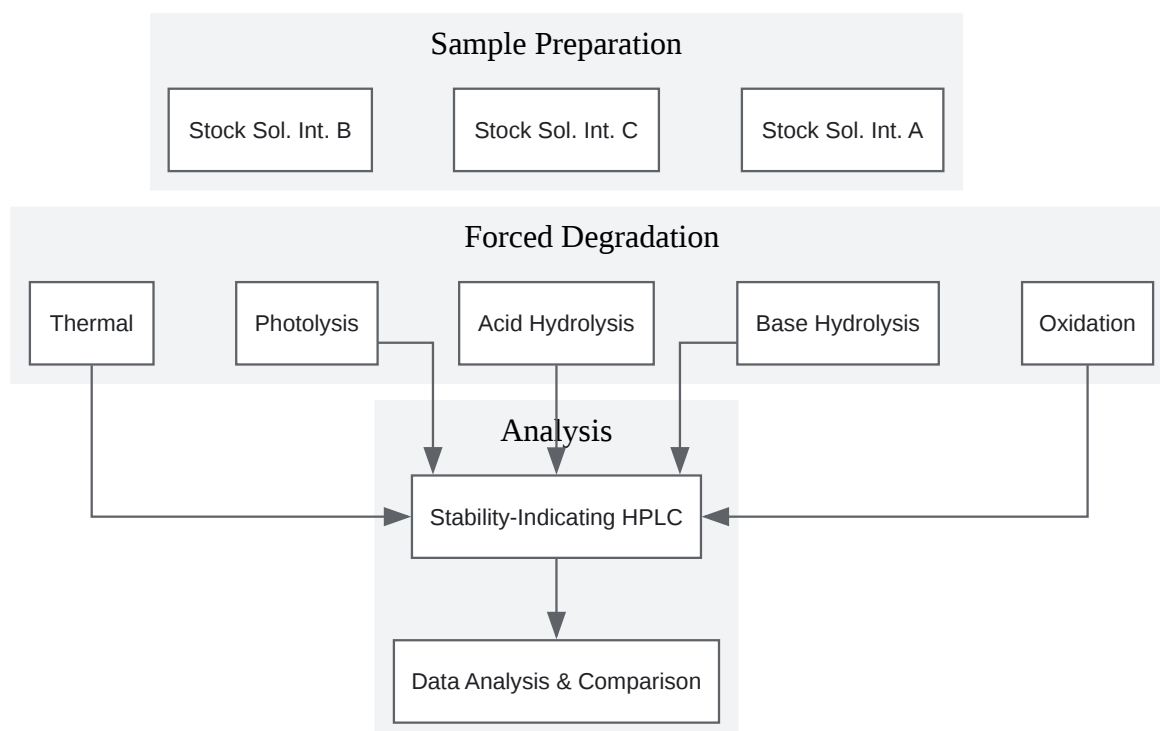 Sample Preparation
Stock Sol. Int. B
Stock Sol. Int. C
Stock Sol. Int. A
Forced Degradation
Thermal
Photolysis
Acid Hydrolysis
Base Hydrolysis
Oxidation
Analysis
Stability-Indicating HPLC
Data Analysis & Comparison